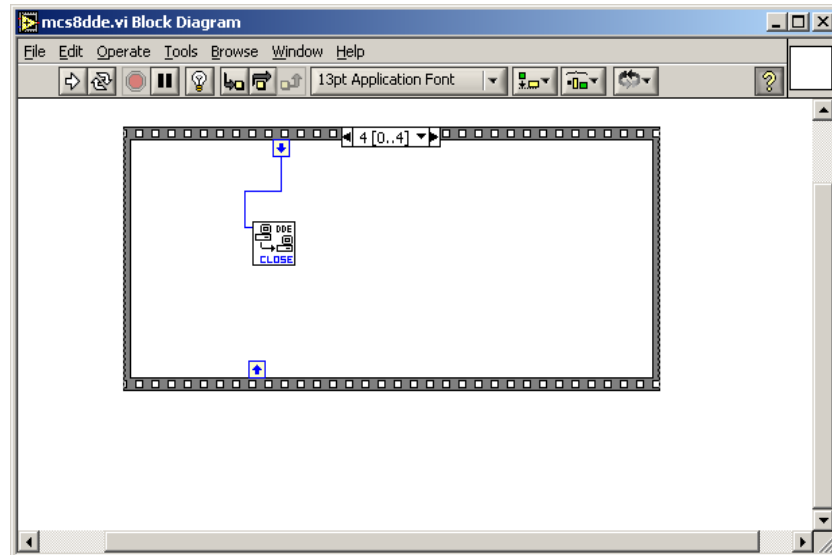 mcs8dde.vi Block Diagram
File Edit Operate Tools Browse Window Help
13pt Application Font
?
4 [0..4]
DDE
CLOSE